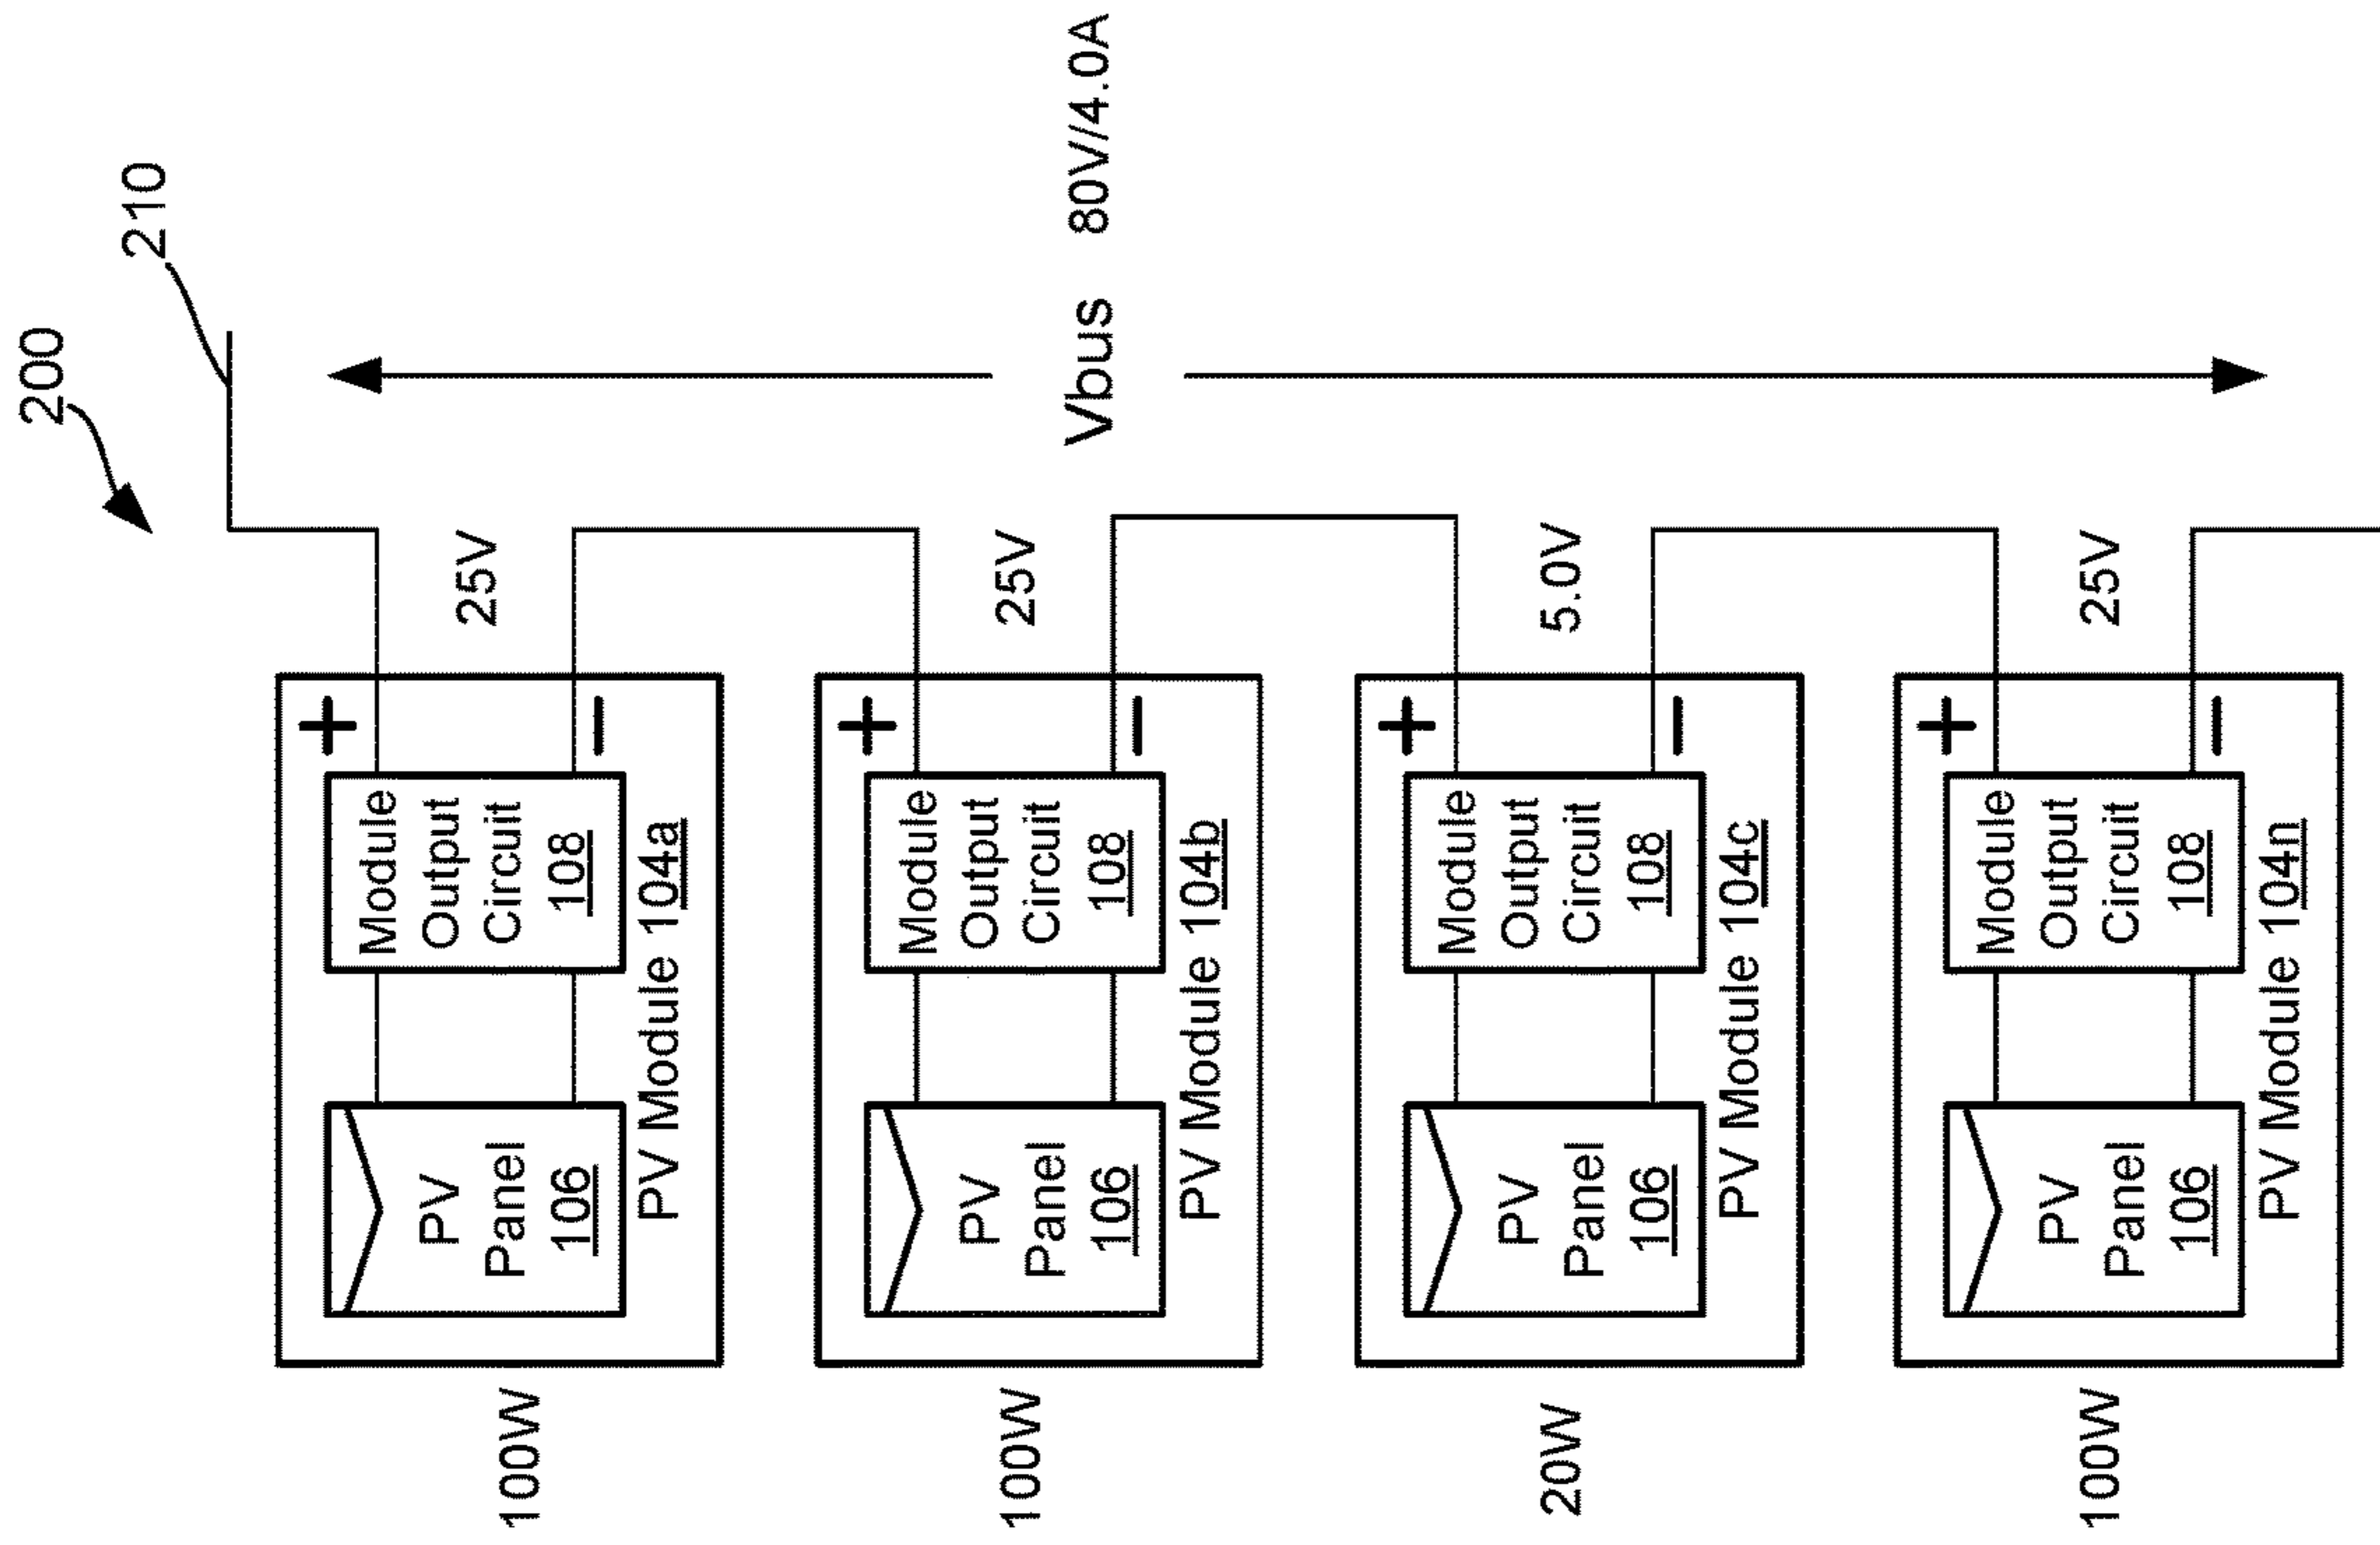 200
210
100W
PV
Panel
106
Module
Output
Circuit
108
PV Module 104a
25V
100W
PV
Panel
106
Module
Output
Circuit
108
PV Module 104b
25V
Vbus 80V/4.0A
20W
PV
Panel
106
Module
Output
Circuit
108
PV Module 104c
5.0V
100W
PV
Panel
106
Module
Output
Circuit
108
PV Module 104n
25V
+
−
+
−
+
−
+
−